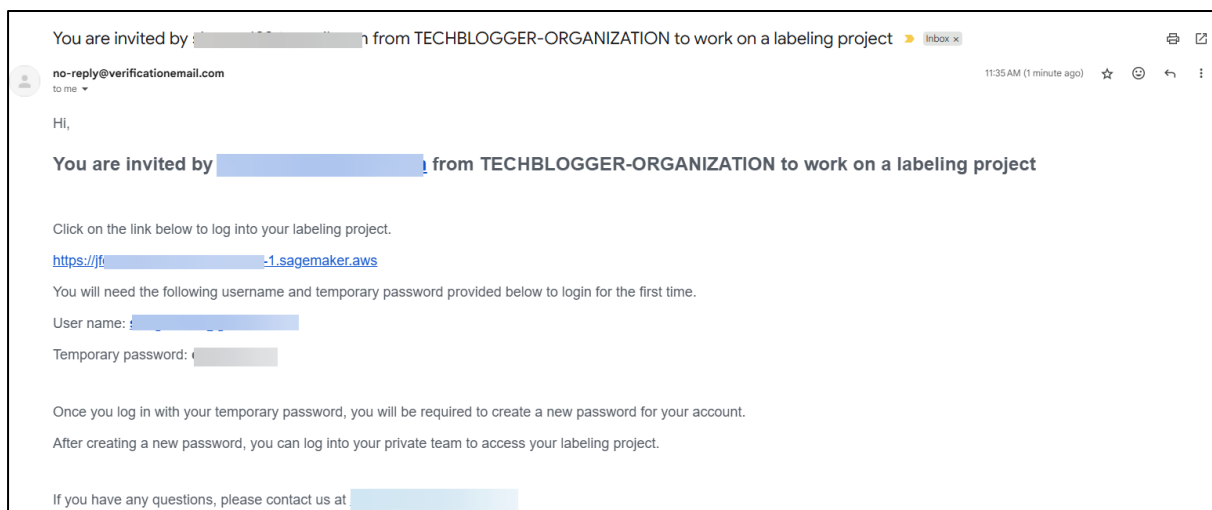 You are invited by from TECHBLOGGER-ORGANIZATION to work on a labeling project Inbox ×
no-reply@verificationemail.com 11:35 AM (1 minute ago)
to me
Hi,
You are invited by from TECHBLOGGER-ORGANIZATION to work on a labeling project
Click on the link below to log into your labeling project.
https://jf -1.sagemaker.aws
You will need the following username and temporary password provided below to login for the first time.
User name:
Temporary password:
Once you log in with your temporary password, you will be required to create a new password for your account.
After creating a new password, you can log into your private team to access your labeling project.
If you have any questions, please contact us at